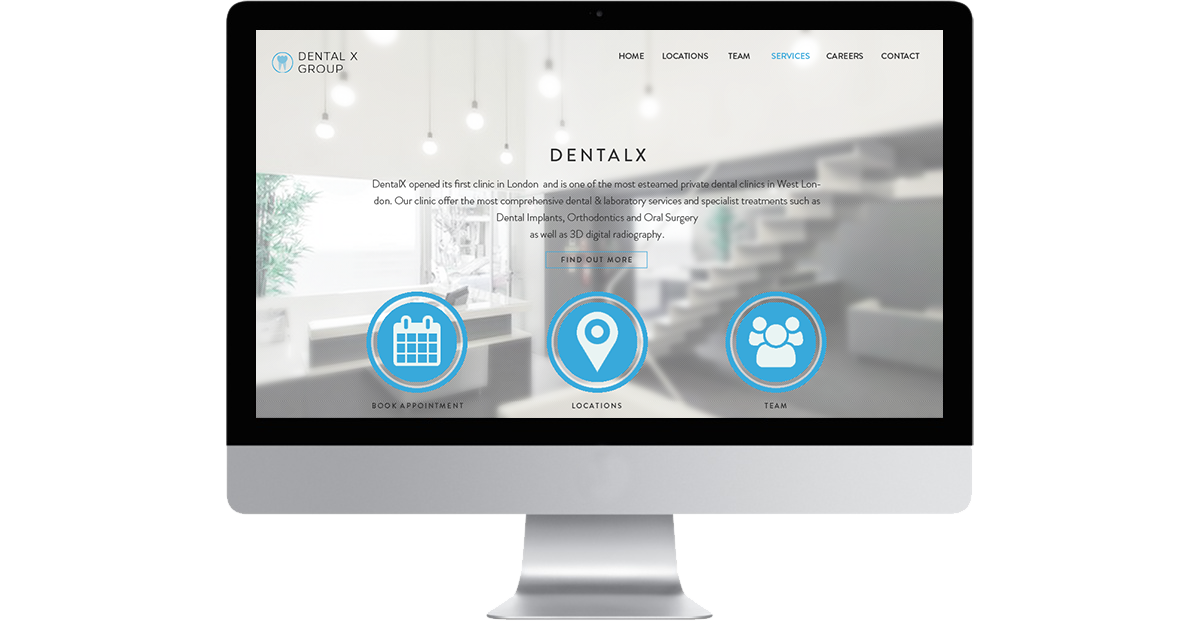 DENTAL X
GROUP
HOME LOCATIONS TEAM SERVICES CAREERS CONTACT
DENTALX
DentalX opened its first clinic in London and is one of the most esteamed private dental clinics in West Lon-
don. Our clinic offer the most comprehensive dental & laboratory services and specialist treatments such as
Dental Implants, Orthodontics and Oral Surgery
as well as 3D digital radiography.
FIND OUT MORE
BOOK APPOINTMENT LOCATIONS TEAM